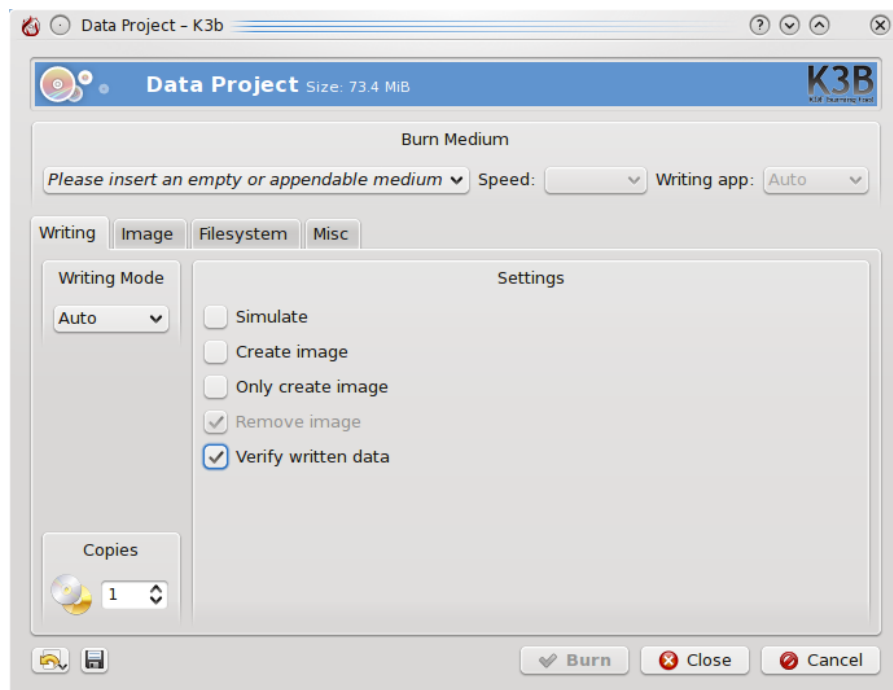 Data Project – K3b
Data Project Size: 73.4 MiB
K3B
Burn Medium
Please insert an empty or appendable medium Speed: Writing app: Auto
Writing Image Filesystem Misc
Writing Mode
Auto
Settings
Simulate
Create image
Only create image
Remove image
Verify written data
Copies
1
Burn Close Cancel